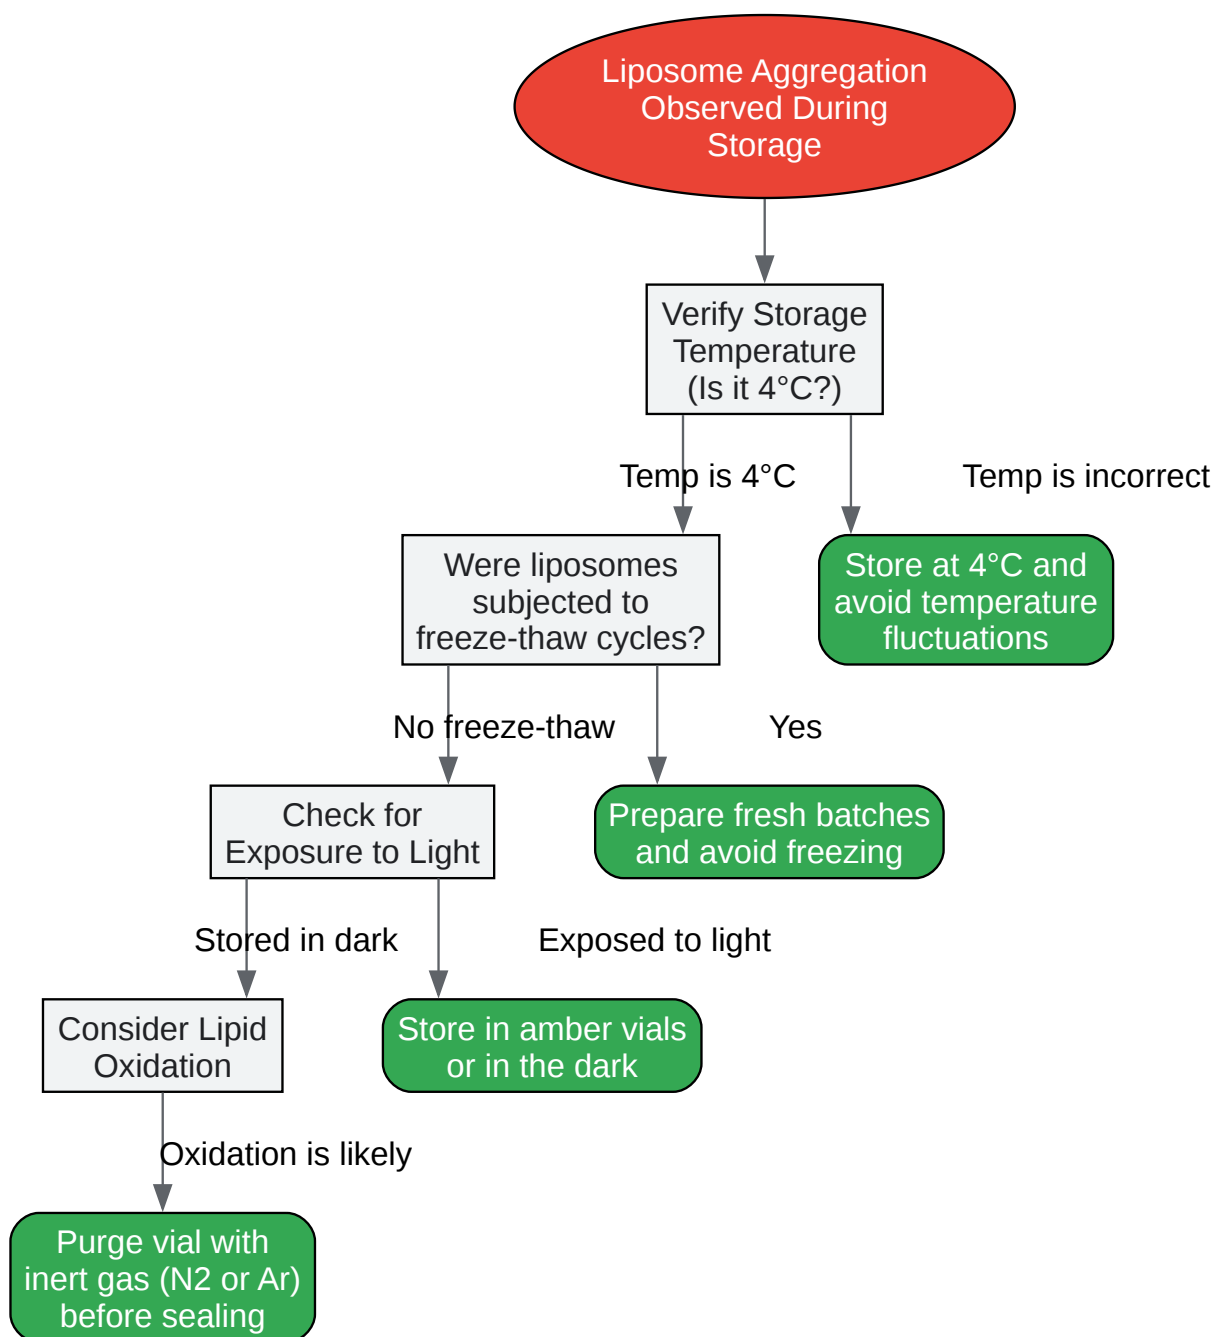 Liposome Aggregation
Observed During
Storage
Verify Storage
Temperature
(Is it 4°C?)
Temp is 4°C
Temp is incorrect
Were liposomes
subjected to
freeze-thaw cycles?
Store at 4°C and
avoid temperature
fluctuations
No freeze-thaw
Yes
Check for
Exposure to Light
Prepare fresh batches
and avoid freezing
Stored in dark
Exposed to light
Consider Lipid
Oxidation
Store in amber vials
or in the dark
Oxidation is likely
Purge vial with
inert gas (N2 or Ar)
before sealing